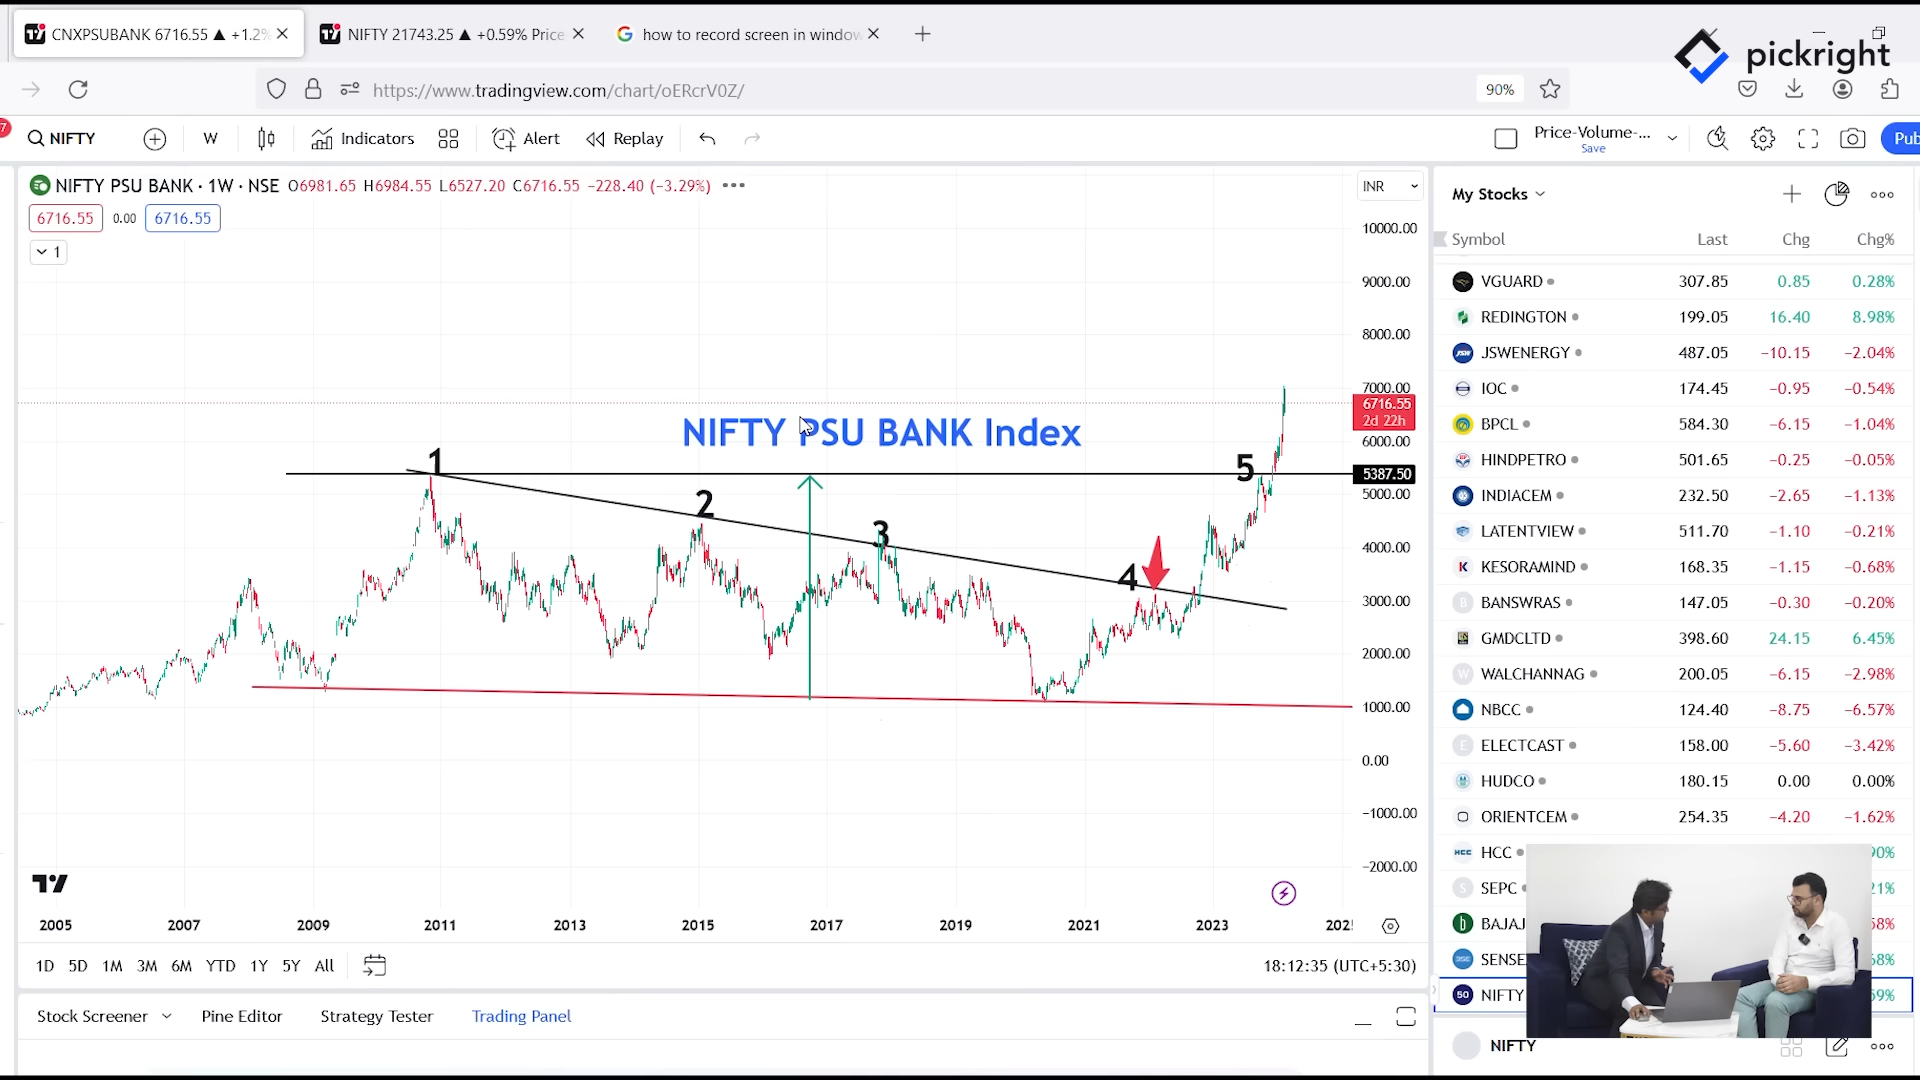 CNXPSUBANK 6716.55 ▲ +1.2%
NIFTY 21743.25 ▲ +0.59% Price
how to record screen in window
pickright
https://www.tradingview.com/chart/oERcrV0Z/
90%
7
NIFTY
W
Indicators
Alert
Replay
Price-Volume-...
Save
Pub
NIFTY PSU BANK · 1W · NSE O6981.65 H6984.55 L6527.20 C6716.55 −228.40 (−3.29%)
6716.55 0.00 6716.55
1
INR
10000.00
9000.00
8000.00
7000.00
6716.55
2d 22h
6000.00
5387.50
5000.00
4000.00
3000.00
2000.00
1000.00
0.00
−1000.00
−2000.00
NIFTY PSU BANK Index
1
2
3
4
5
2005 2007 2009 2011 2013 2015 2017 2019 2021 2023
1D 5D 1M 3M 6M YTD 1Y 5Y All
18:12:35 (UTC+5:30)
Stock Screener Pine Editor Strategy Tester Trading Panel
My Stocks
Symbol Last Chg Chg%
VGUARD 307.85 0.85 0.28%
REDINGTON 199.05 16.40 8.98%
JSWENERGY 487.05 −10.15 −2.04%
IOC 174.45 −0.95 −0.54%
BPCL 584.30 −6.15 −1.04%
HINDPETRO 501.65 −0.25 −0.05%
INDIACEM 232.50 −2.65 −1.13%
LATENTVIEW 511.70 −1.10 −0.21%
KESORAMIND 168.35 −1.15 −0.68%
BANSWRAS 147.05 −0.30 −0.20%
GMDCLTD 398.60 24.15 6.45%
WALCHANNAG 200.05 −6.15 −2.98%
NBCC 124.40 −8.75 −6.57%
ELECTCAST 158.00 −5.60 −3.42%
HUDCO 180.15 0.00 0.00%
ORIENTCEM 254.35 −4.20 −1.62%
HCC 90%
SEPC 21%
BAJAJ 58%
SENSE 68%
50 NIFTY 59%
NIFTY